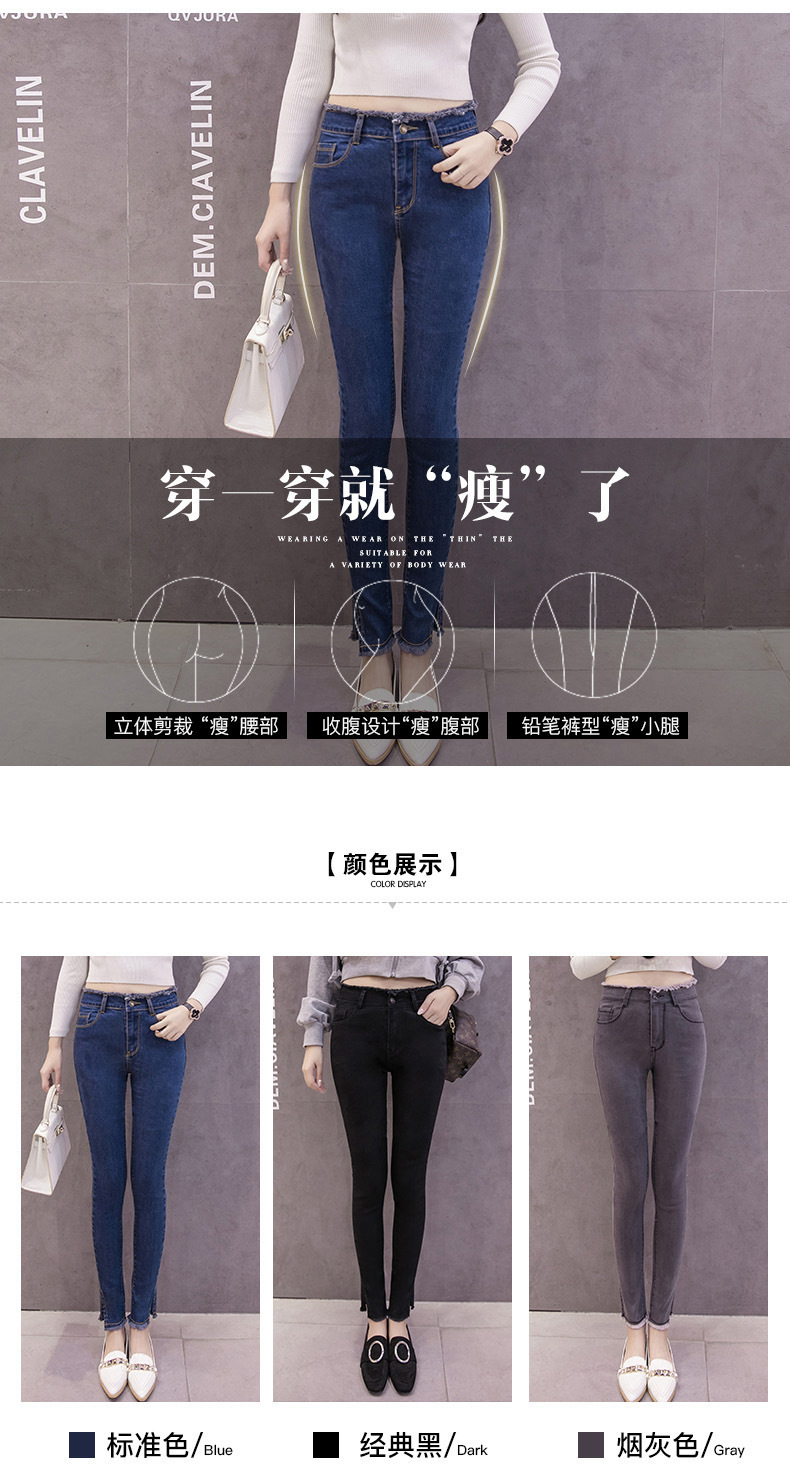 QVJURA
QVJURA
CLAVELIN
DEM.CIAVELIN
穿一穿就“瘦”了
WEARING A WEAR ON THE "THIN" THE
SUITABLE FOR
A VARIETY OF BODY WEAR
立体剪裁 “瘦”腰部
收腹设计“瘦”腹部
铅笔裤型“瘦”小腿
【颜色展示】
COLOR DISPLAY
标准色/Blue
经典黑/Dark
烟灰色/Gray